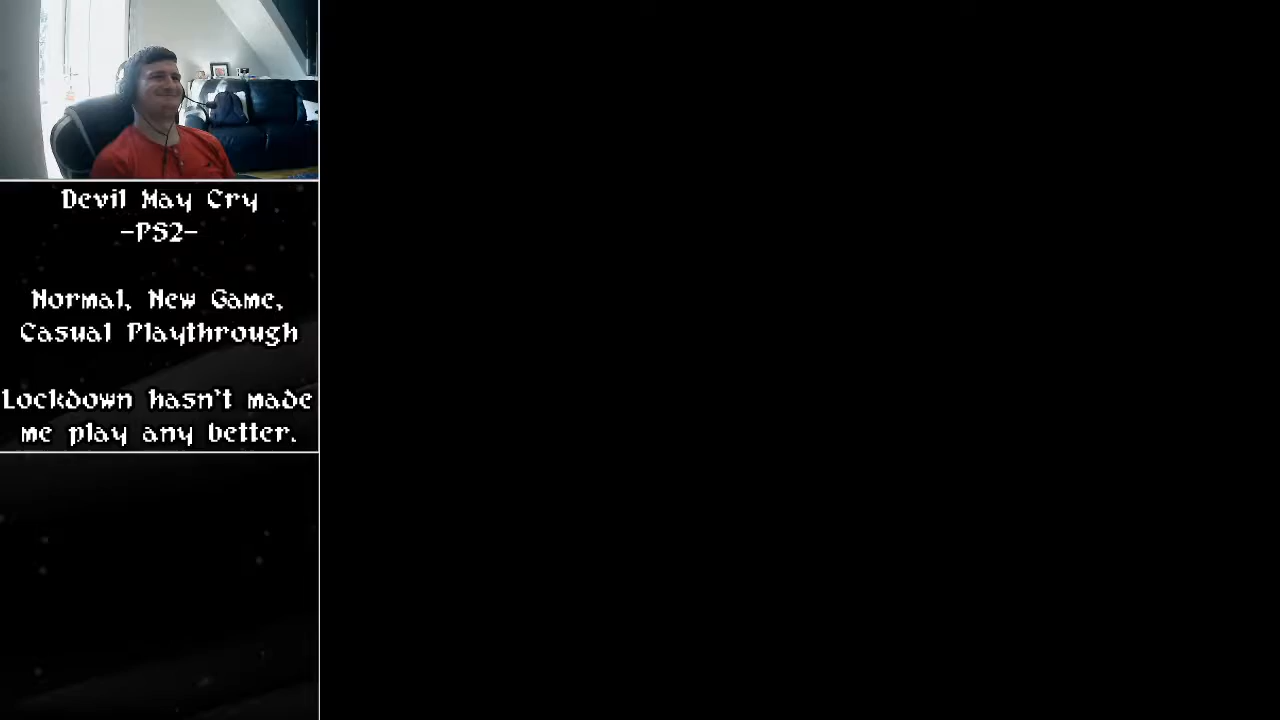 Devil May Cry
-PS2-
Normal, New Game,
Casual Playthrough
Lockdown hasn't made
me play any better.